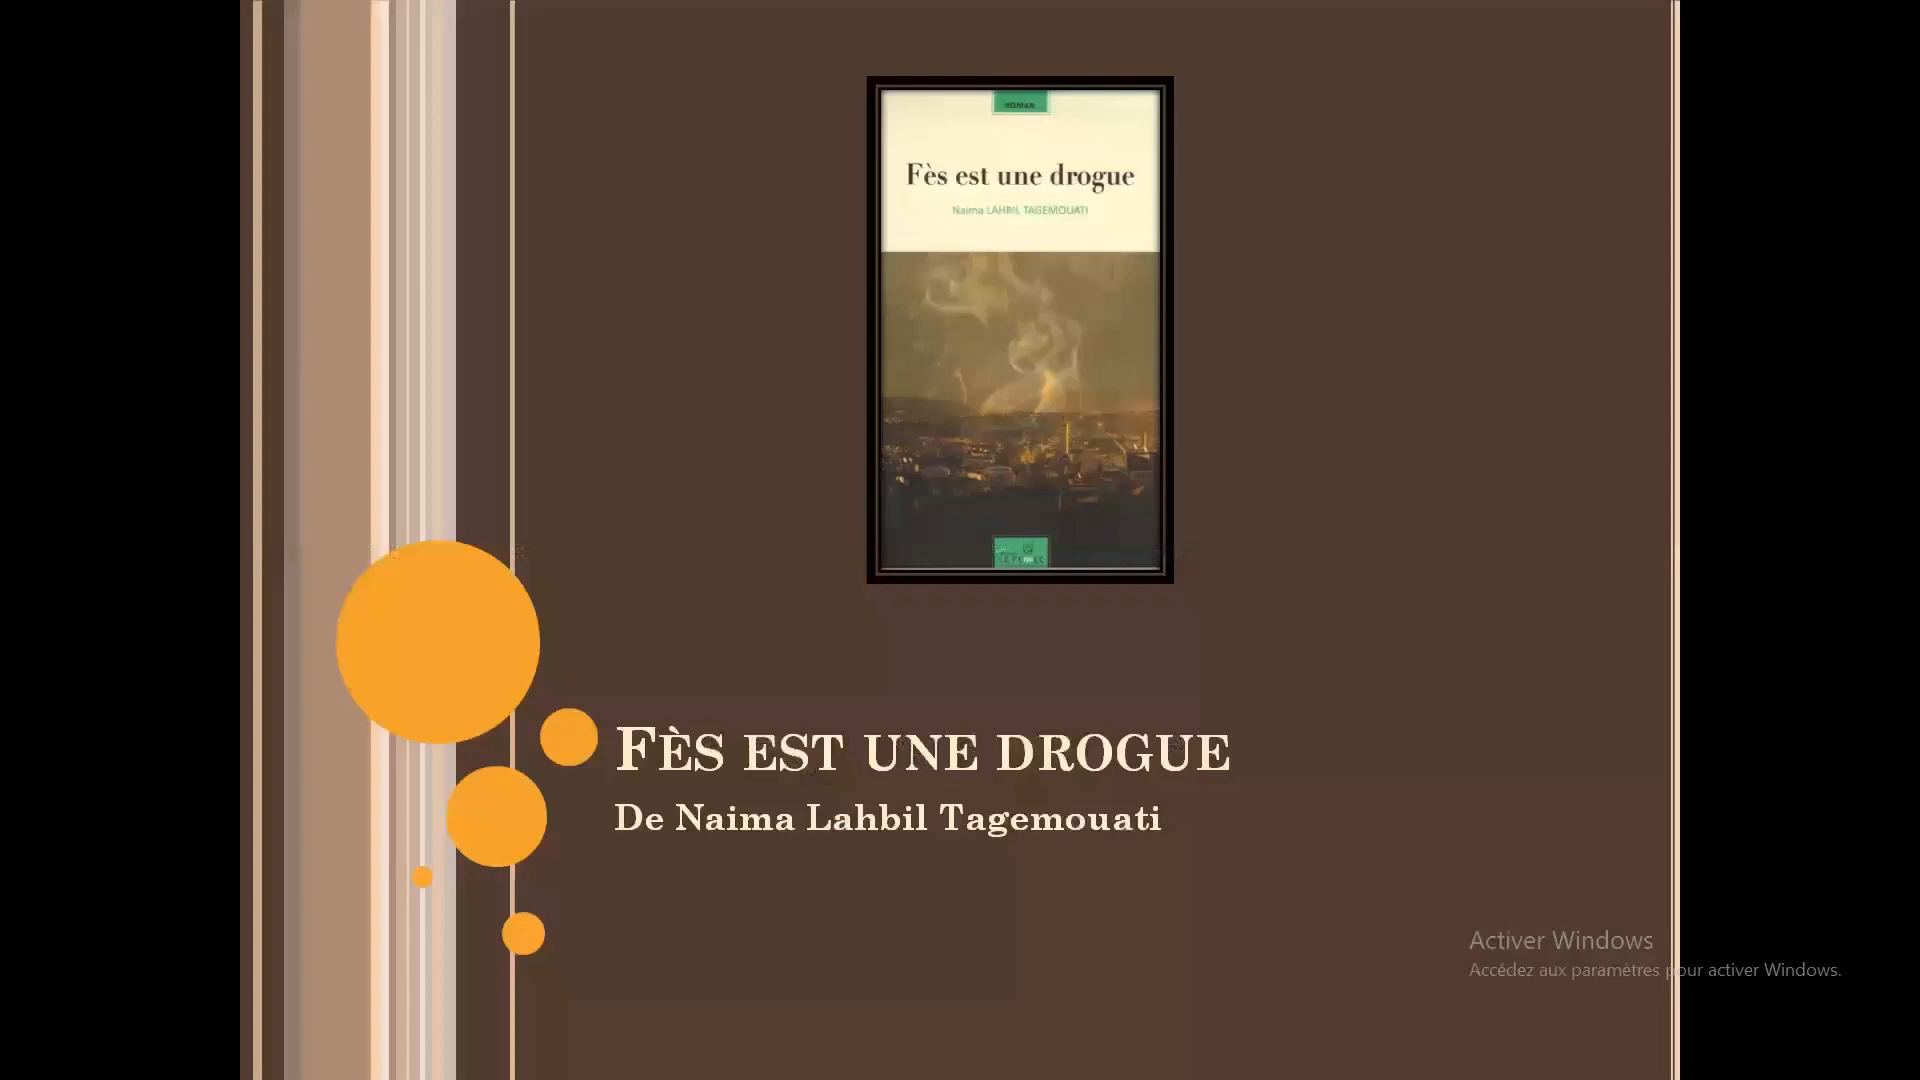 ROMAN
Fès est une drogue
Naima LAHBIL TAGEMOUATI
FÈS EST UNE DROGUE
De Naima Lahbil Tagemouati
Activer Windows
Accédez aux paramètres pour activer Windows.